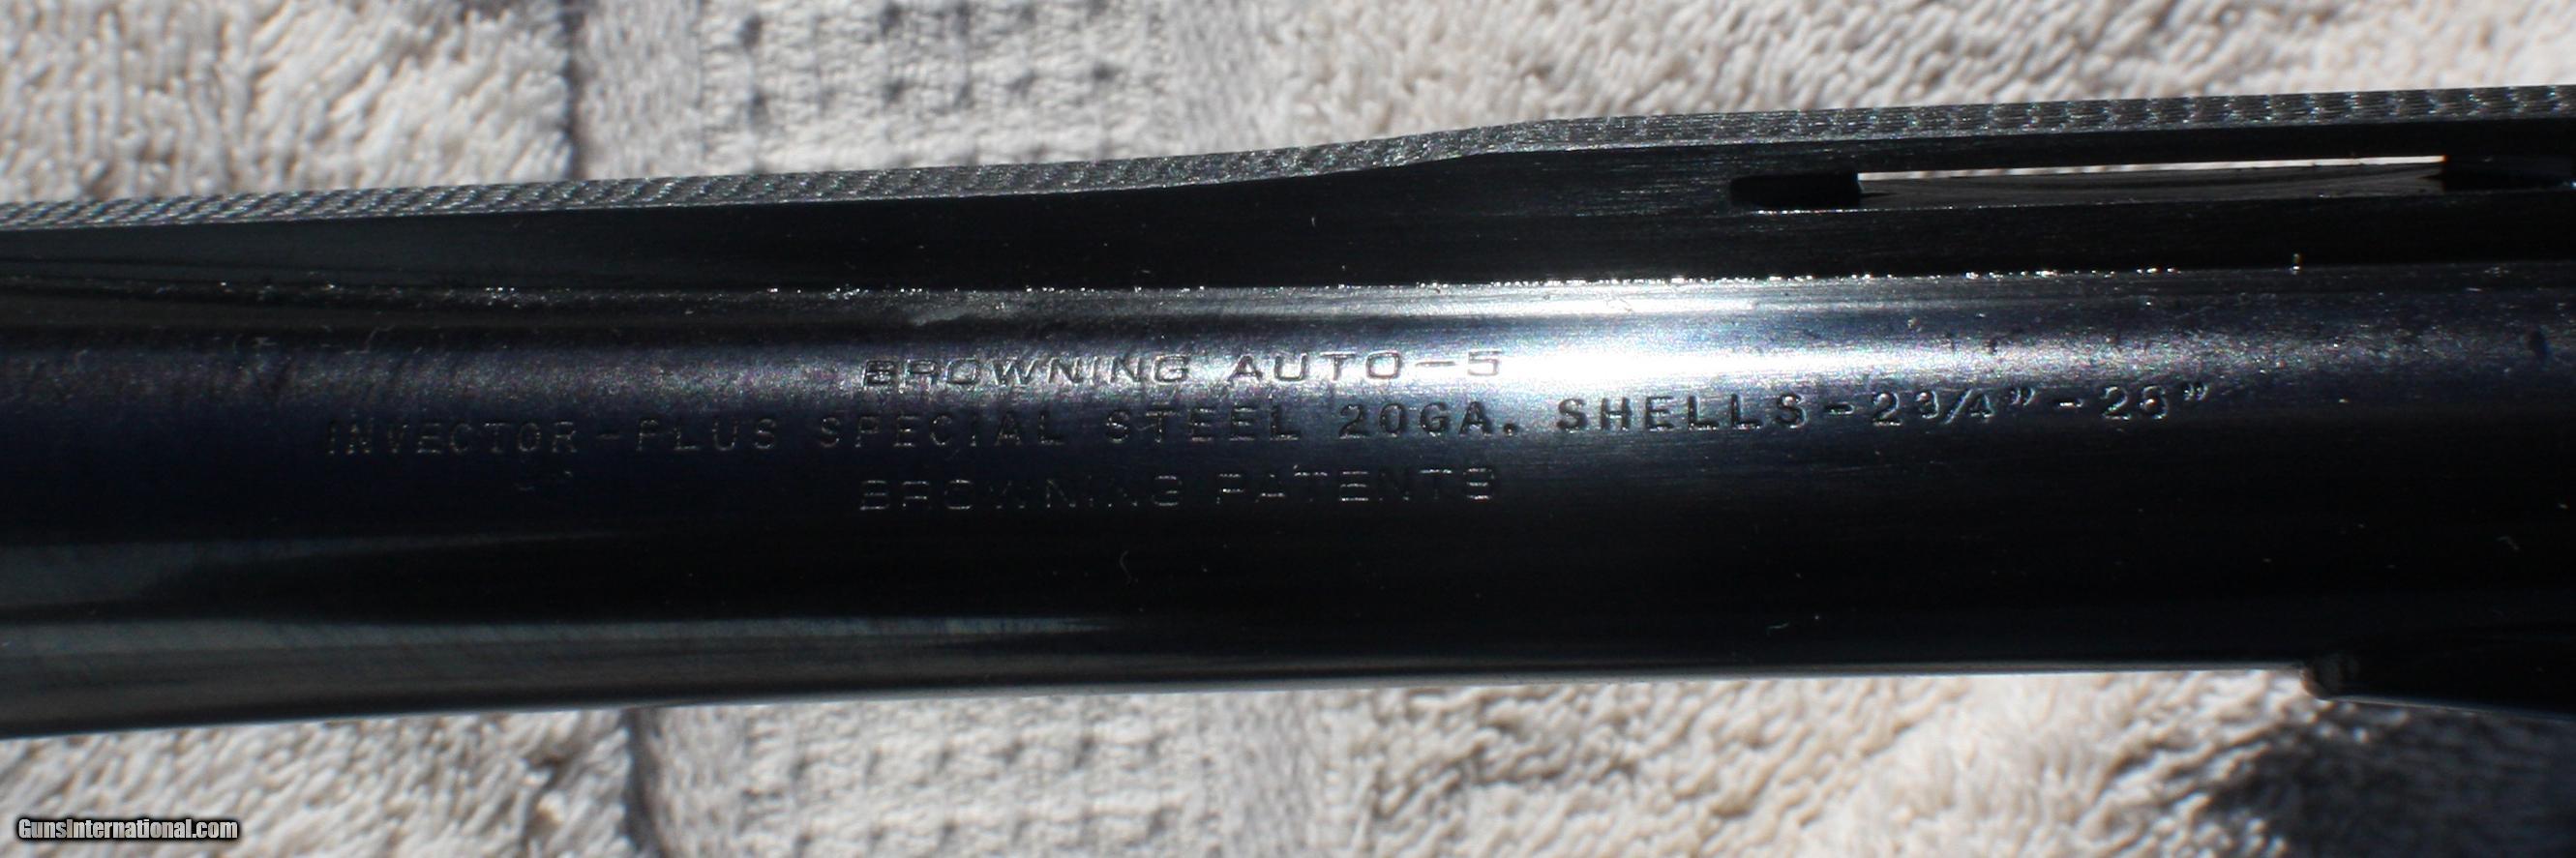 BROWNING AUTO-5
INVECTOR-PLUS SPECIAL STEEL 20GA. SHELLS-2 3/4"-26"
BROWNING PATENTS
GunsInternational.com